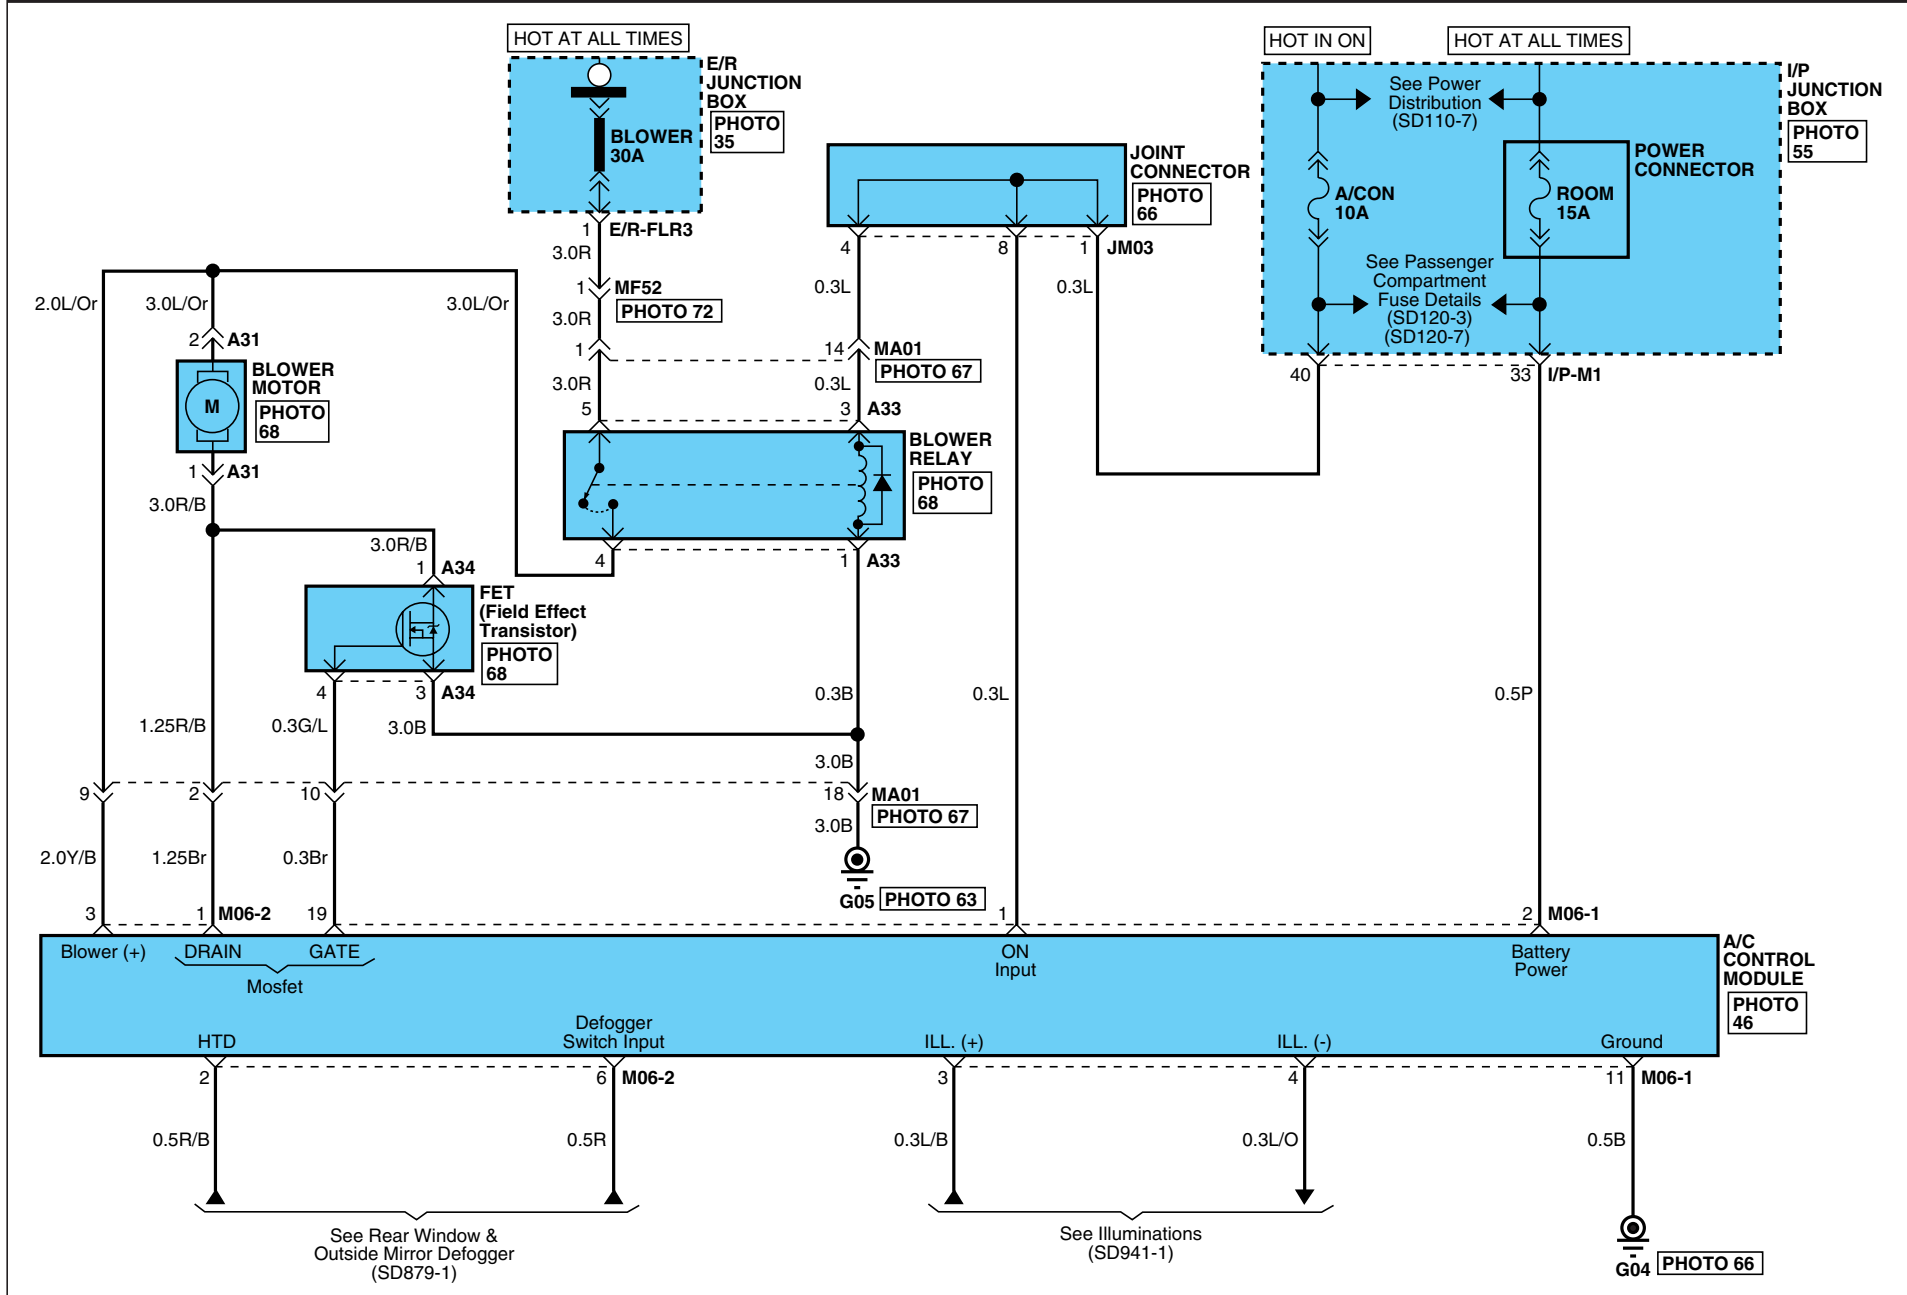 HOT AT ALL TIMES
HOT IN ON
HOT AT ALL TIMES
E/R
JUNCTION
BOX
PHOTO
35
BLOWER
30A
1
E/R-FLR3
3.0R
1
MF52
PHOTO 72
3.0R
1
14
MA01
PHOTO 67
3.0R
0.3L
5
3
A33
JOINT
CONNECTOR
PHOTO
66
4
8
1
JM03
0.3L
0.3L
I/P
JUNCTION
BOX
PHOTO
55
See Power
Distribution
(SD110-7)
POWER
CONNECTOR
A/CON
10A
ROOM
15A
See Passenger
Compartment
Fuse Details
(SD120-3)
(SD120-7)
40
33
I/P-M1
2.0L/Or
3.0L/Or
3.0L/Or
2
A31
BLOWER
MOTOR
PHOTO
68
M
1
A31
3.0R/B
BLOWER
RELAY
PHOTO
68
4
1
A33
3.0R/B
1
A34
FET
(Field Effect
Transistor)
PHOTO
68
4
3
A34
1.25R/B
0.3G/L
3.0B
0.3B
0.3L
0.5P
3.0B
9
2
10
18
MA01
PHOTO 67
3.0B
2.0Y/B
1.25Br
0.3Br
G05
PHOTO 63
3
1
M06-2
19
1
2
M06-1
Blower (+)
DRAIN
GATE
Mosfet
ON
Input
Battery
Power
A/C
CONTROL
MODULE
PHOTO
46
HTD
Defogger
Switch Input
ILL. (+)
ILL. (-)
Ground
2
6
M06-2
3
4
11
M06-1
0.5R/B
0.5R
0.3L/B
0.3L/O
0.5B
See Rear Window &
Outside Mirror Defogger
(SD879-1)
See Illuminations
(SD941-1)
G04
PHOTO 66